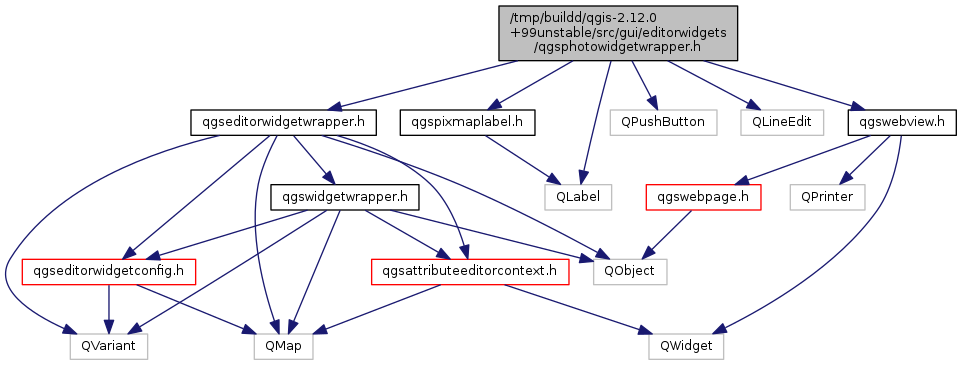 /tmp/buildd/qgis-2.12.0
+99unstable/src/gui/editorwidgets
/qgsphotowidgetwrapper.h
qgseditorwidgetwrapper.h
qgspixmaplabel.h
QPushButton
QLineEdit
qgswebview.h
qgswidgetwrapper.h
QLabel
qgswebpage.h
QPrinter
qgseditorwidgetconfig.h
qgsattributeeditorcontext.h
QObject
QVariant
QMap
QWidget